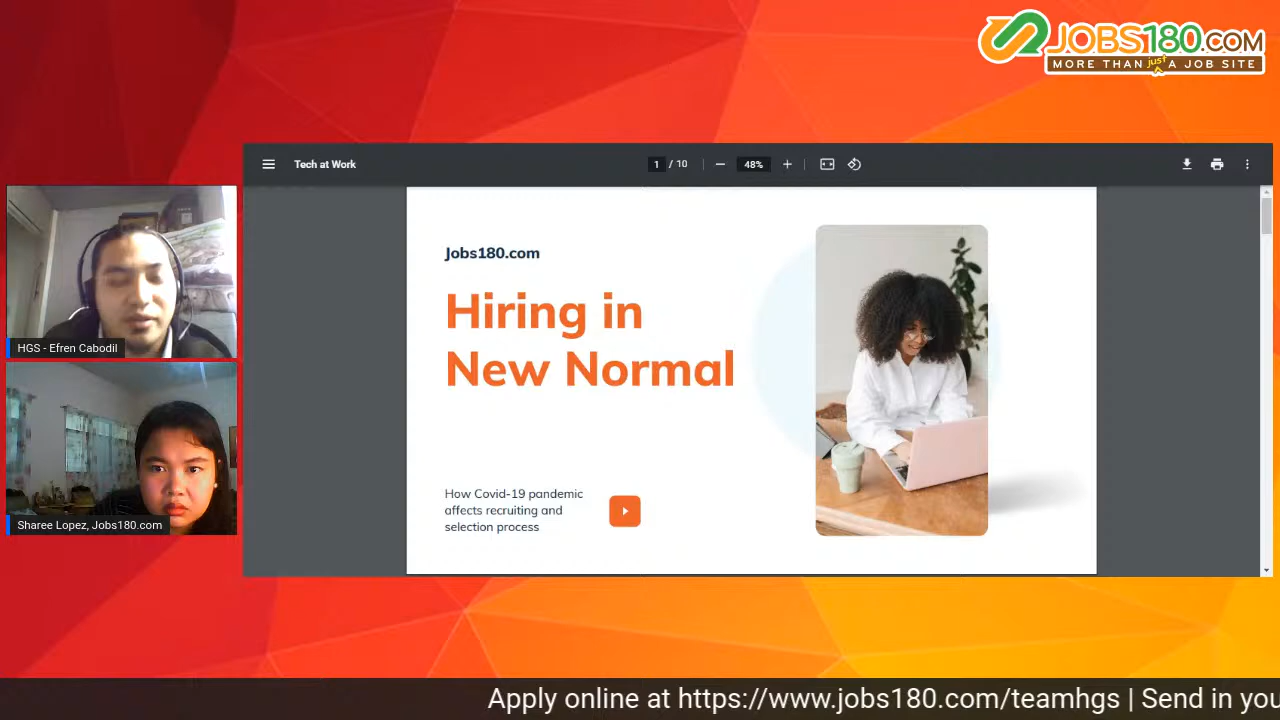 JOBS180.COM
MORE THAN just A JOB SITE
Tech at Work
1 / 10
48%
Jobs180.com
Hiring in
New Normal
How Covid-19 pandemic
affects recruiting and
selection process
HGS - Efren Cabodil
Sharee Lopez, Jobs180.com
Apply online at https://www.jobs180.com/teamhgs | Send in you